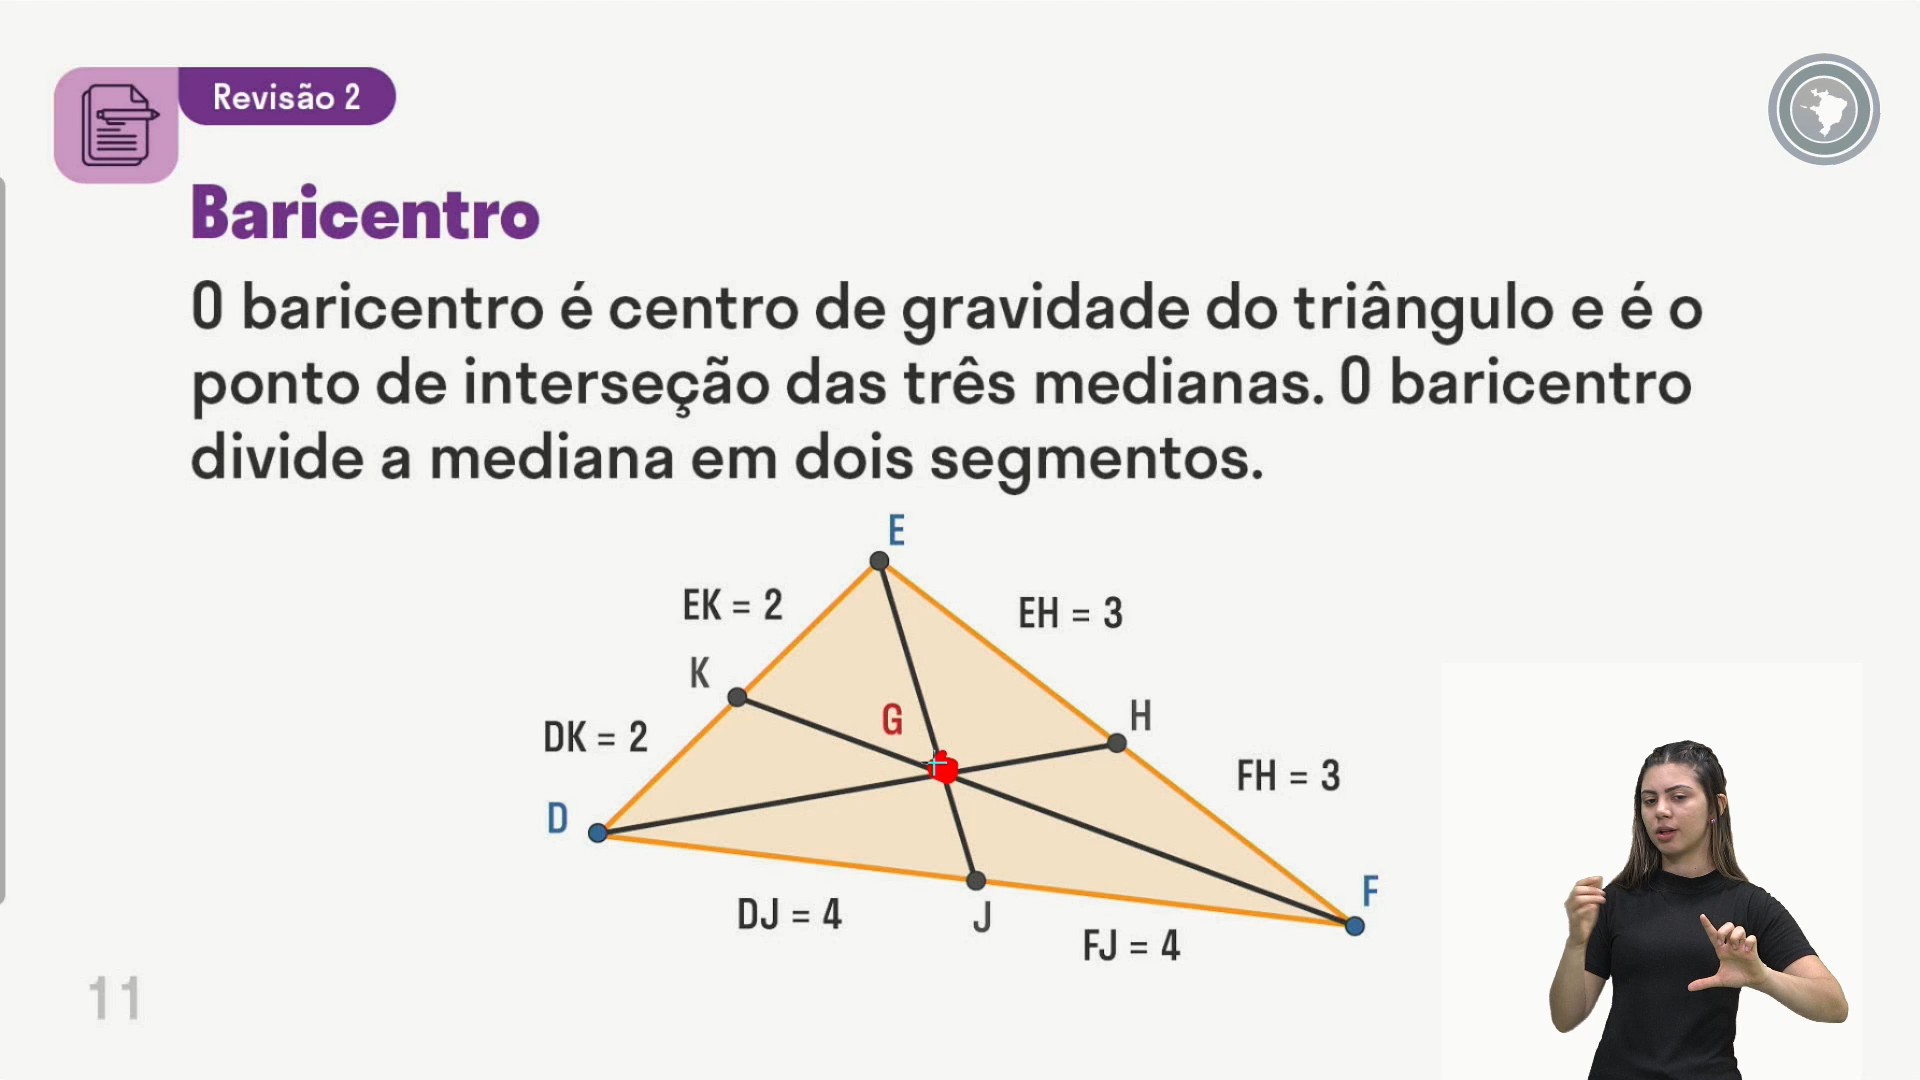 Revisão 2
Baricentro
O baricentro é centro de gravidade do triângulo e é o
ponto de interseção das três medianas. O baricentro
divide a mediana em dois segmentos.
E
EK = 2
EH = 3
K
G
H
DK = 2
FH = 3
D
F
DJ = 4
J
FJ = 4
11